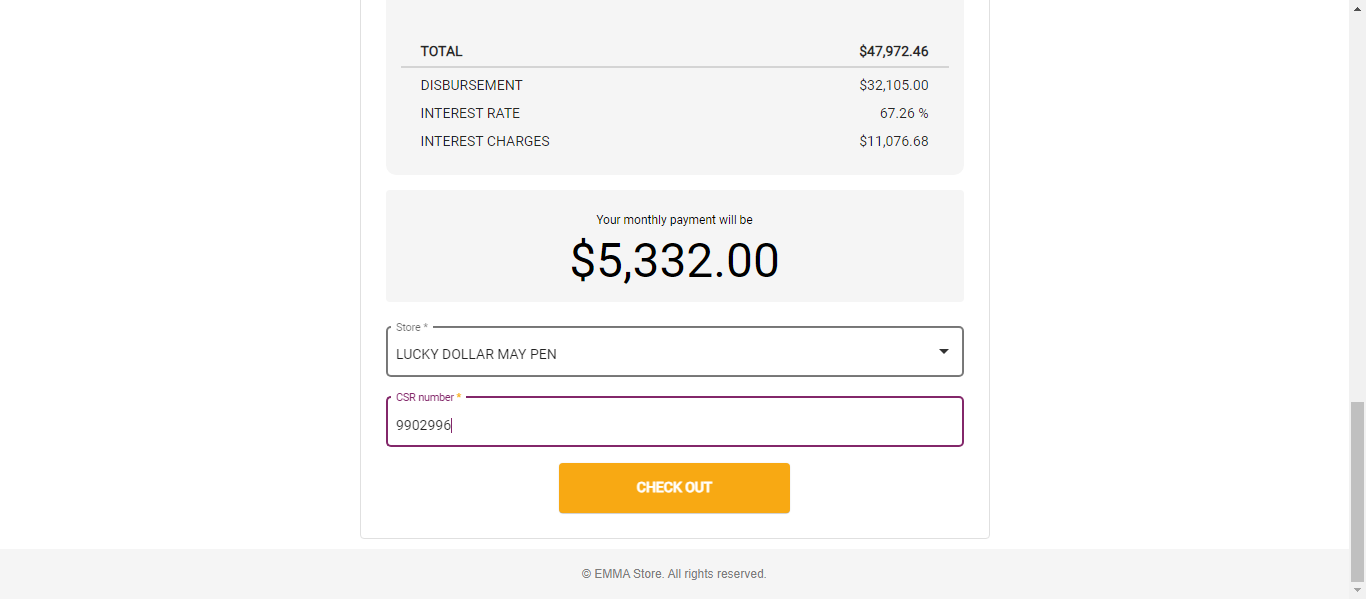 TOTAL $47,972.46
DISBURSEMENT $32,105.00
INTEREST RATE 67.26 %
INTEREST CHARGES $11,076.68
Your monthly payment will be
$5,332.00
Store *
LUCKY DOLLAR MAY PEN
CSR number *
9902996
CHECK OUT
© EMMA Store. All rights reserved.